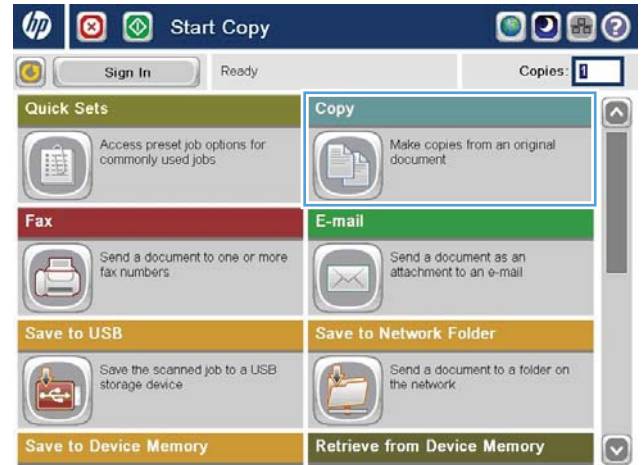 hp
Start Copy
?
Sign In
Ready
Copies: 1
Quick Sets
Access preset job options for
commonly used jobs
Copy
Make copies from an original
document
Fax
Send a document to one or more
fax numbers
E-mail
Send a document as an
attachment to an e-mail
Save to USB
Save the scanned job to a USB
storage device
Save to Network Folder
Send a document to a folder on
the network
Save to Device Memory
Retrieve from Device Memory